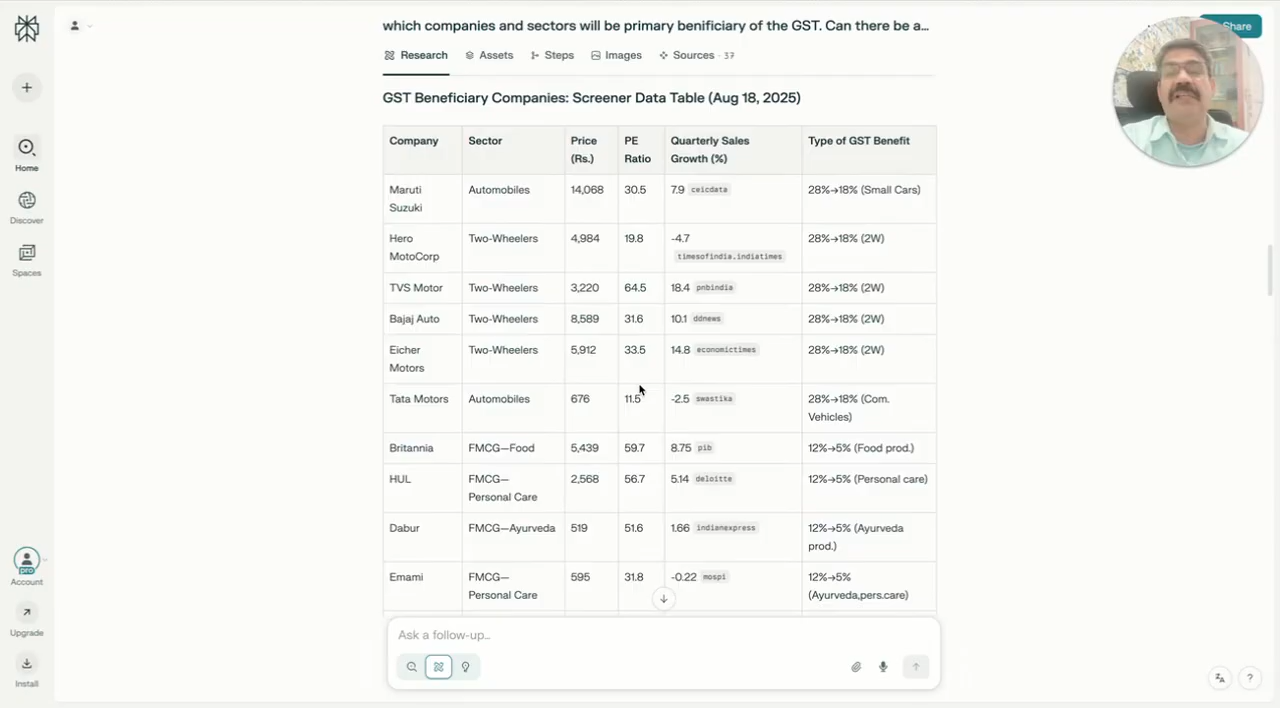 which companies and sectors will be primary benificiary of the GST. Can there be a...
Share
Research
Assets
Steps
Images
Sources · 37
Home
Discover
Spaces
Account
pro
Upgrade
Install
GST Beneficiary Companies: Screener Data Table (Aug 18, 2025)
Company Sector Price (Rs.) PE Ratio Quarterly Sales Growth (%) Type of GST Benefit
Maruti Suzuki Automobiles 14,068 30.5 7.9 ceicdata 28%→18% (Small Cars)
Hero MotoCorp Two-Wheelers 4,984 19.8 -4.7 timesofindia.indiatimes 28%→18% (2W)
TVS Motor Two-Wheelers 3,220 64.5 18.4 pnbindia 28%→18% (2W)
Bajaj Auto Two-Wheelers 8,589 31.6 10.1 ddnews 28%→18% (2W)
Eicher Motors Two-Wheelers 5,912 33.5 14.8 economictimes 28%→18% (2W)
Tata Motors Automobiles 676 11.5 -2.5 swastika 28%→18% (Com. Vehicles)
Britannia FMCG—Food 5,439 59.7 8.75 pib 12%→5% (Food prod.)
HUL FMCG—Personal Care 2,568 56.7 5.14 deloitte 12%→5% (Personal care)
Dabur FMCG—Ayurveda 519 51.6 1.66 indianexpress 12%→5% (Ayurveda prod.)
Emami FMCG—Personal Care 595 31.8 -0.22 mospi 12%→5% (Ayurveda,pers.care)
Ask a follow-up...